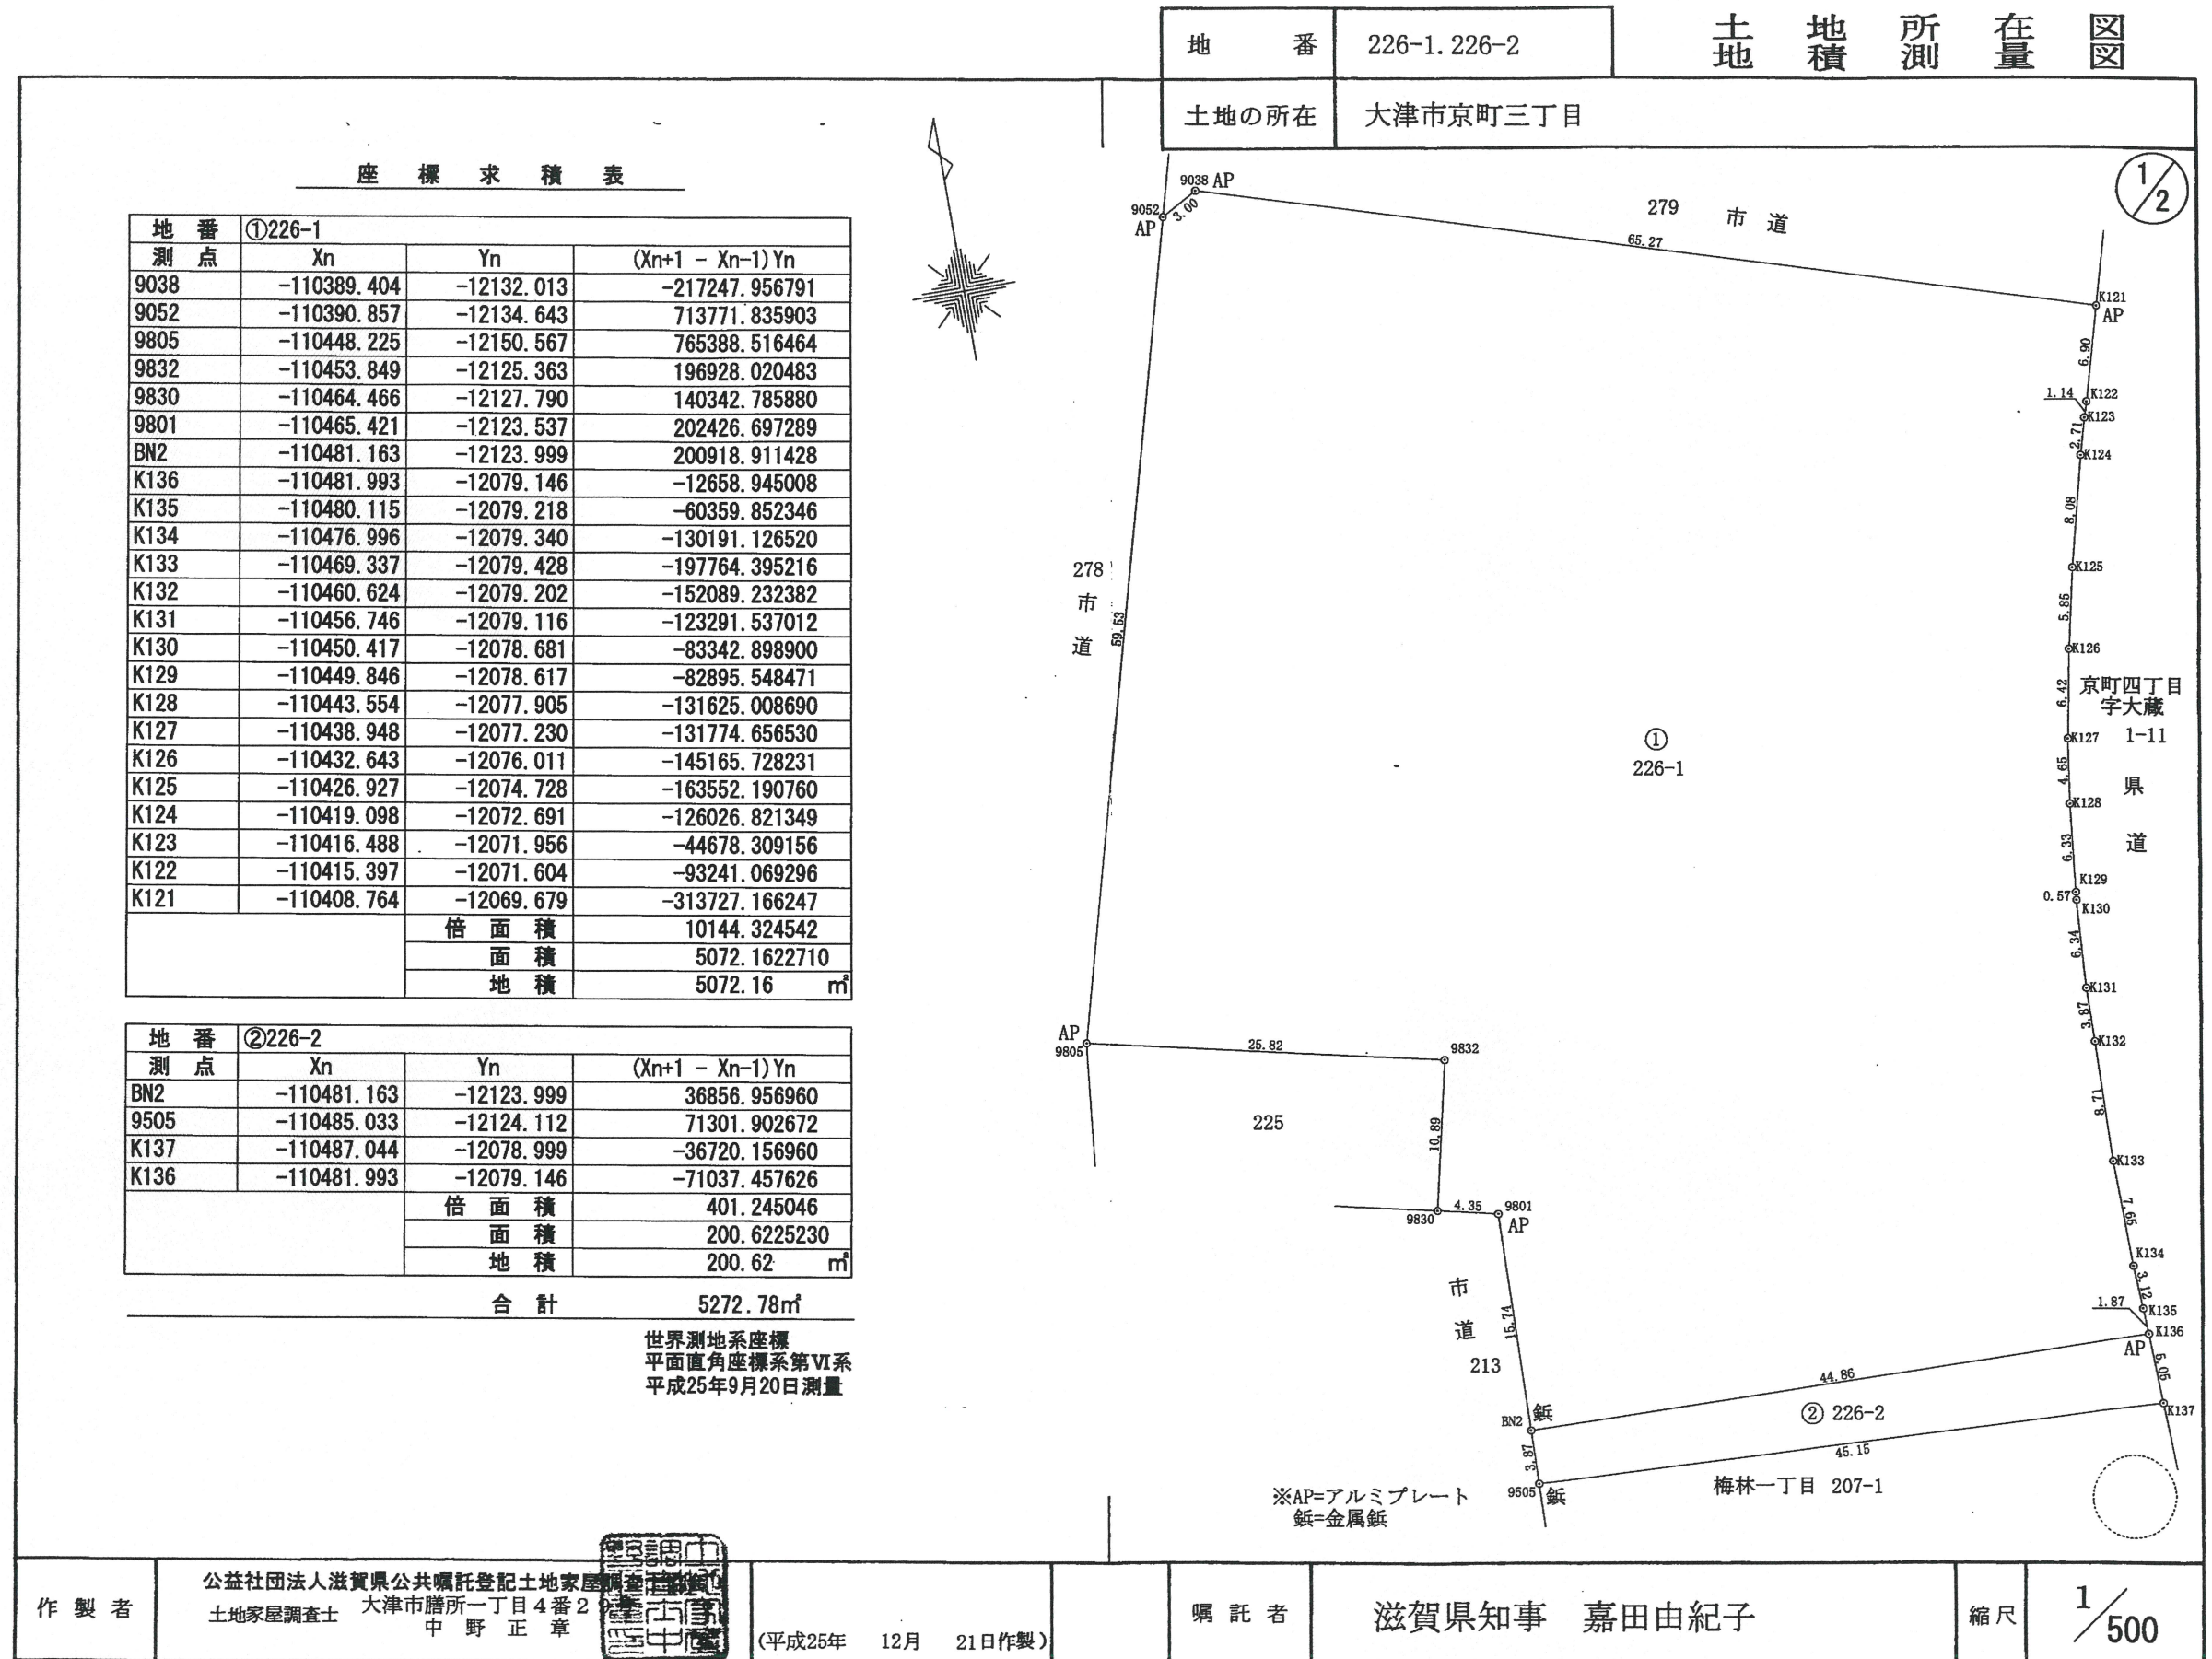 地 番 226-1.226-2
土地所在図
地積測量図
土地の所在 大津市京町三丁目
1/2
座標求積表
地番 ①226-1
測点 Xn Yn (Xn+1 - Xn-1)Yn
9038 -110389.404 -12132.013 -217247.956791
9052 -110390.857 -12134.643 713771.835903
9805 -110448.225 -12150.567 765388.516464
9832 -110453.849 -12125.363 196928.020483
9830 -110464.466 -12127.790 140342.785880
9801 -110465.421 -12123.537 202426.697289
BN2 -110481.163 -12123.999 200918.911428
K136 -110481.993 -12079.146 -12658.945008
K135 -110480.115 -12079.218 -60359.852346
K134 -110476.996 -12079.340 -130191.126520
K133 -110469.337 -12079.428 -197764.395216
K132 -110460.624 -12079.202 -152089.232382
K131 -110456.746 -12079.116 -123291.537012
K130 -110450.417 -12078.681 -83342.898900
K129 -110449.846 -12078.617 -82895.548471
K128 -110443.554 -12077.905 -131625.008690
K127 -110438.948 -12077.230 -131774.656530
K126 -110432.643 -12076.011 -145165.728231
K125 -110426.927 -12074.728 -163552.190760
K124 -110419.098 -12072.691 -126026.821349
K123 -110416.488 -12071.956 -44678.309156
K122 -110415.397 -12071.604 -93241.069296
K121 -110408.764 -12069.679 -313727.166247
倍面積 10144.324542
面積 5072.1622710
地積 5072.16 ㎡
地番 ②226-2
測点 Xn Yn (Xn+1 - Xn-1)Yn
BN2 -110481.163 -12123.999 36856.956960
9505 -110485.033 -12124.112 71301.902672
K137 -110487.044 -12078.999 -36720.156960
K136 -110481.993 -12079.146 -71037.457626
倍面積 401.245046
面積 200.6225230
地積 200.62 ㎡
合計 5272.78㎡
世界測地系座標
平面直角座標系第Ⅵ系
平成25年9月20日測量
9038 AP
9052
AP
3.00
279 市道
65.27
K121
AP
6.90
1.14
K122
K123
2.71
K124
8.08
K125
5.85
K126
6.42
京町四丁目
字大蔵
1-11
県道
K127
4.65
K128
6.33
K129
0.57
K130
6.34
K131
3.87
K132
8.71
K133
7.65
K134
3.12
1.87
K135
K136
AP
5.05
K137
278
市道
59.53
①
226-1
AP
9805
25.82
9832
225
10.89
9830
4.35
9801
AP
市道
213
15.74
BN2 鋲
44.86
② 226-2
3.87
45.15
9505 鋲
梅林一丁目 207-1
※AP=アルミプレート
鋲=金属鋲
作製者
公益社団法人滋賀県公共嘱託登記土地家屋調査士
土地家屋調査士 大津市膳所一丁目4番29
中野正章
(平成25年 12月 21日作製)
嘱託者 滋賀県知事 嘉田由紀子
縮尺 1/500